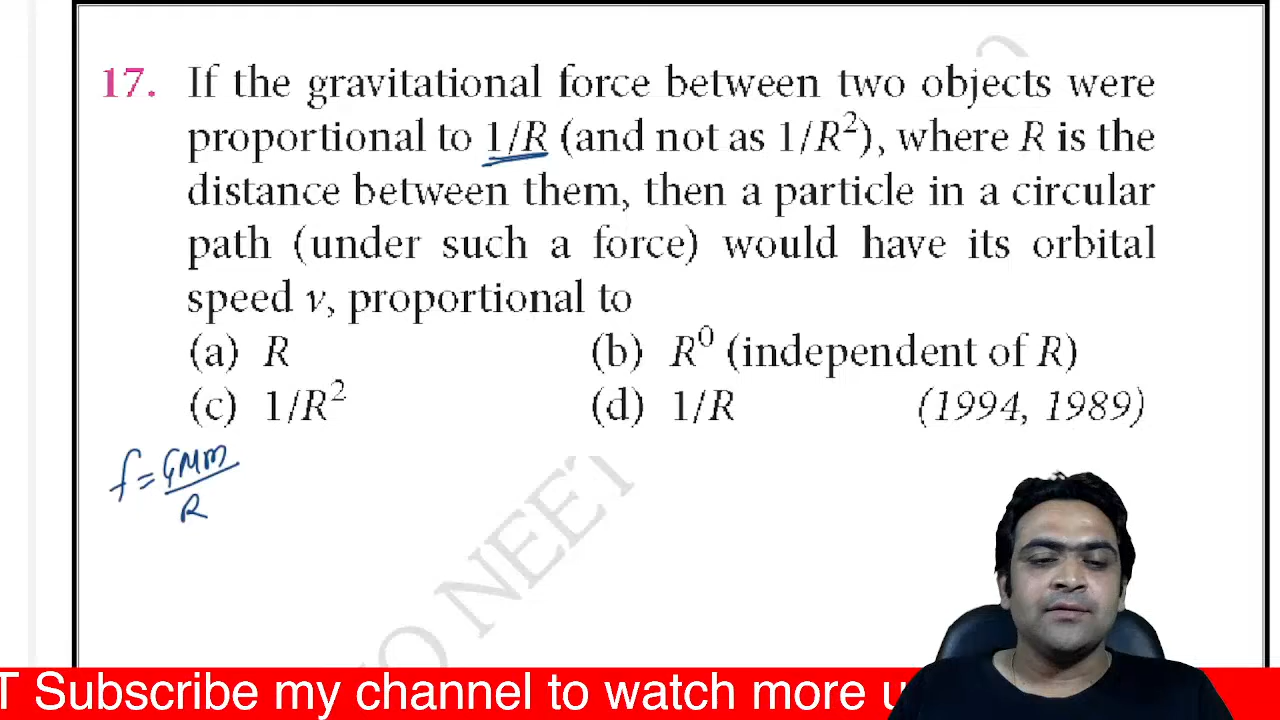 17. If the gravitational force between two objects were
proportional to 1/R (and not as 1/R²), where R is the
distance between them, then a particle in a circular
path (under such a force) would have its orbital
speed v, proportional to
(a) R (b) R⁰ (independent of R)
(c) 1/R² (d) 1/R (1994, 1989)
f = GMm
R
TO NEET
T Subscribe my channel to watch more u